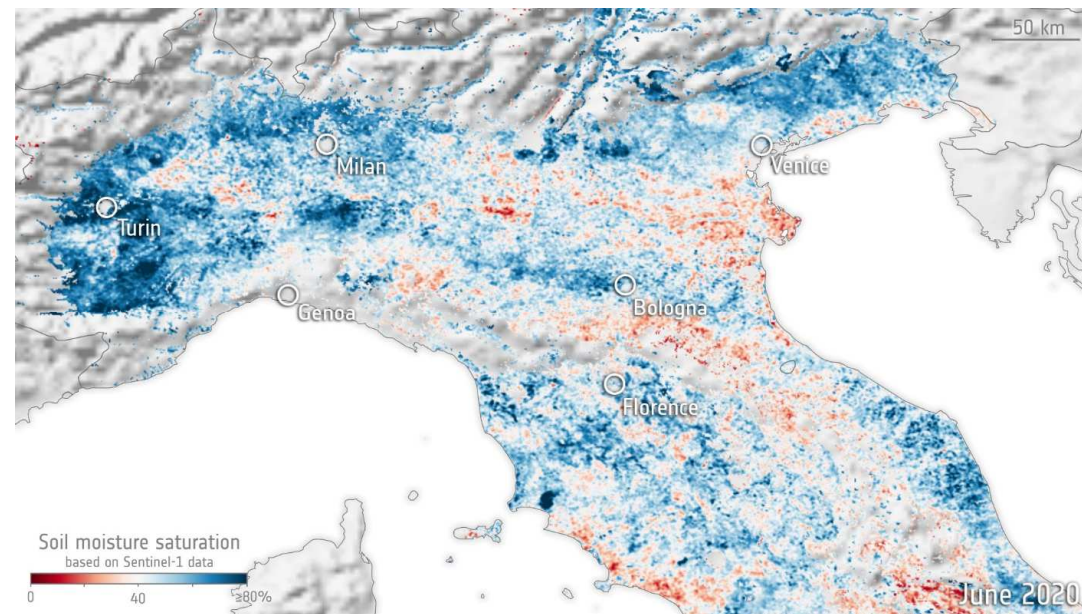 50 km
Milan
Venice
Turin
Genoa
Bologna
Florence
Soil moisture saturation
based on Sentinel-1 data
0 40 ≥80%
June 2020